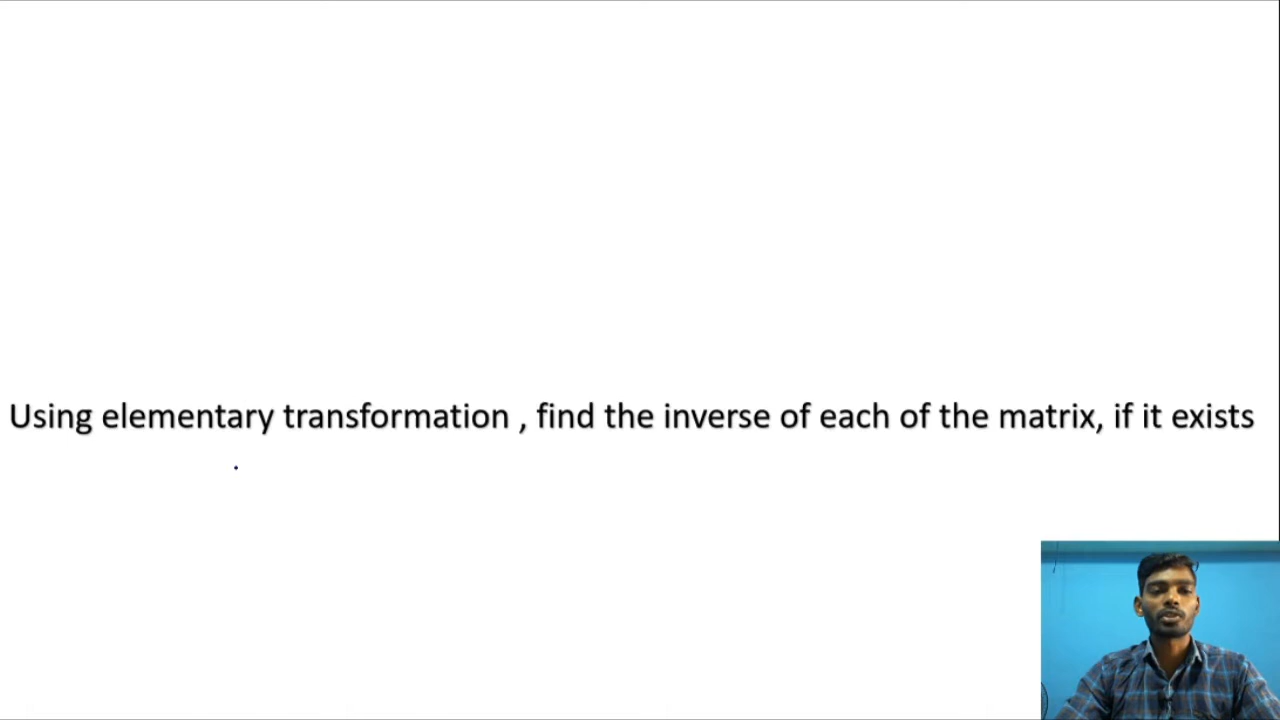 Using elementary transformation , find the inverse of each of the matrix, if it exists